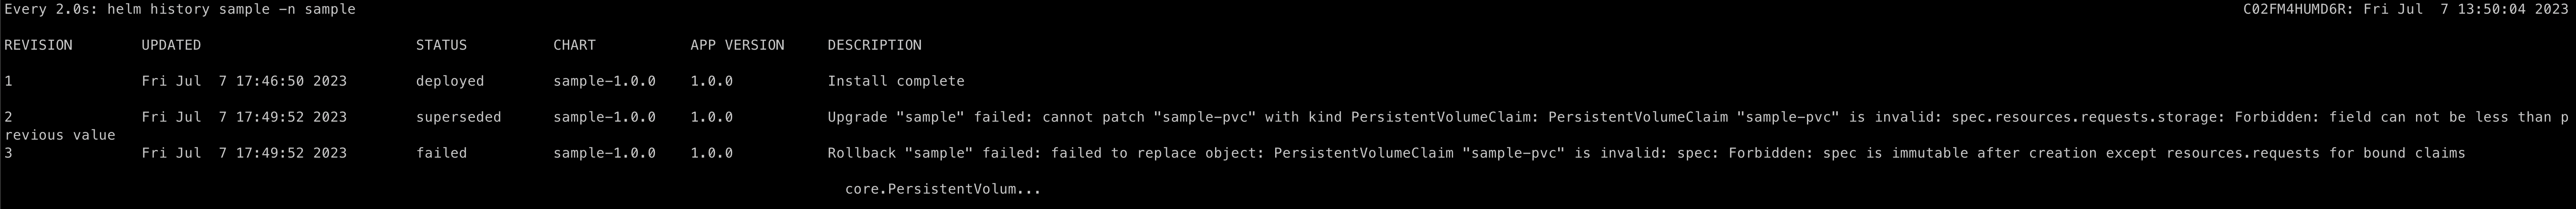 Every 2.0s: helm history sample -n sample C02FM4HUMD6R: Fri Jul  7 13:50:04 2023
REVISION UPDATED STATUS CHART APP VERSION DESCRIPTION
1 Fri Jul  7 17:46:50 2023 deployed sample-1.0.0 1.0.0 Install complete
2 Fri Jul  7 17:49:52 2023 superseded sample-1.0.0 1.0.0 Upgrade "sample" failed: cannot patch "sample-pvc" with kind PersistentVolumeClaim: PersistentVolumeClaim "sample-pvc" is invalid: spec.resources.requests.storage: Forbidden: field can not be less than p
revious value
3 Fri Jul  7 17:49:52 2023 failed sample-1.0.0 1.0.0 Rollback "sample" failed: failed to replace object: PersistentVolumeClaim "sample-pvc" is invalid: spec: Forbidden: spec is immutable after creation except resources.requests for bound claims
core.PersistentVolum...